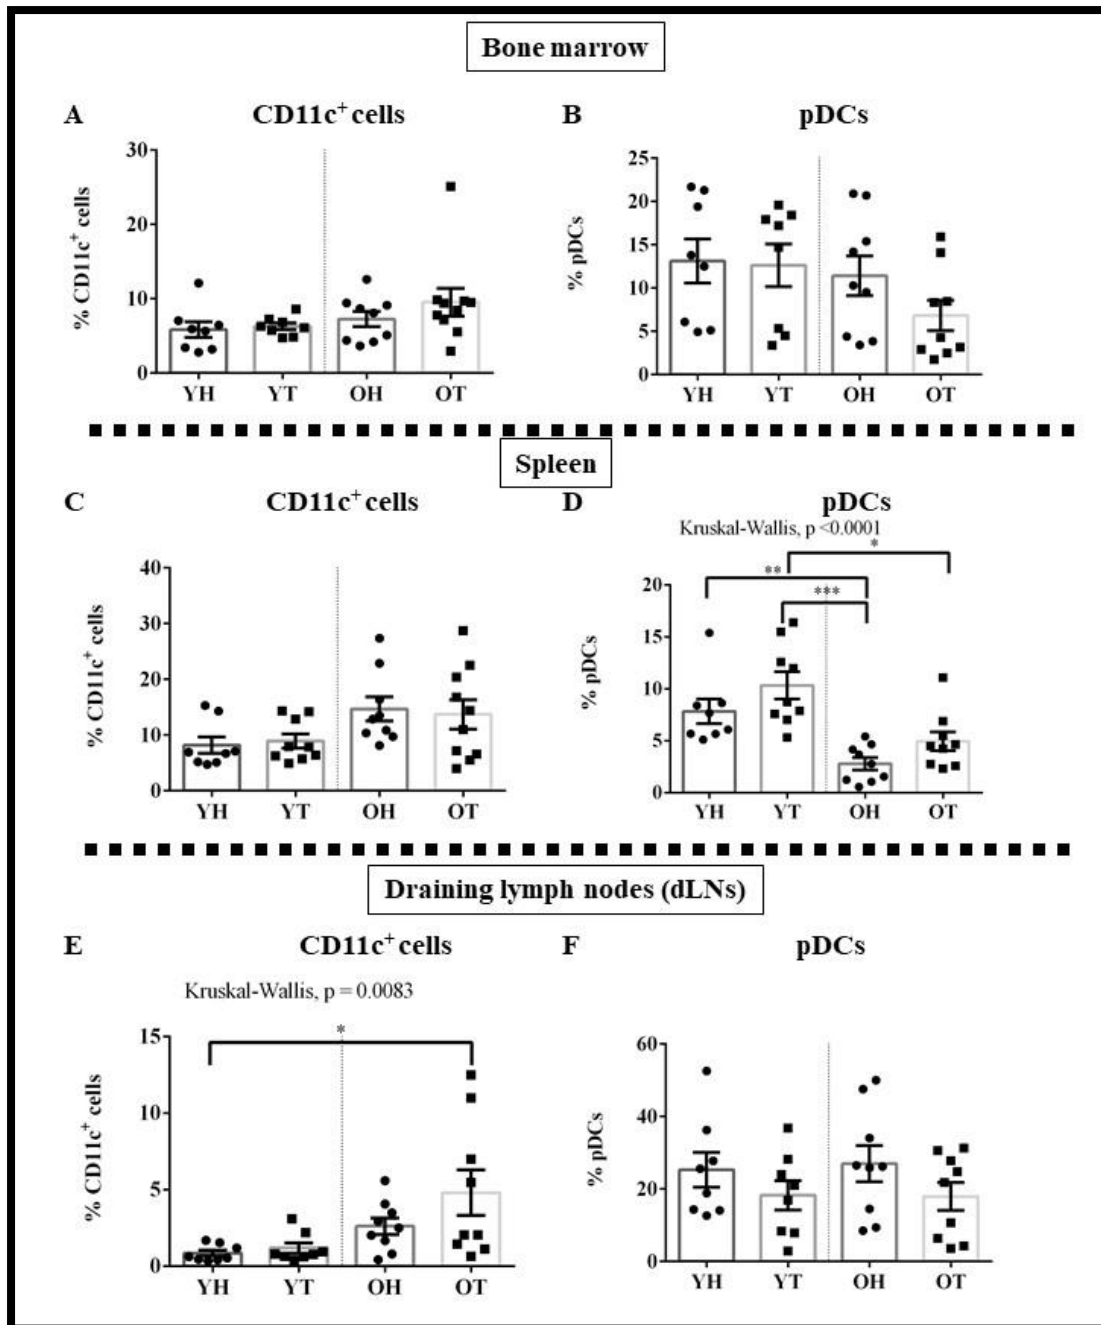 Bone marrow
A
CD11c+ cells
B
pDCs
% CD11c+ cells
30
20
10
0
YH
YT
OH
OT
% pDCs
25
20
15
10
5
0
YH
YT
OH
OT
Spleen
C
CD11c+ cells
D
pDCs
Kruskal-Wallis, p <0.0001
*
**
***
% CD11c+ cells
40
30
20
10
0
YH
YT
OH
OT
% pDCs
20
15
10
5
0
YH
YT
OH
OT
Draining lymph nodes (dLNs)
E
CD11c+ cells
F
pDCs
Kruskal-Wallis, p = 0.0083
*
% CD11c+ cells
15
10
5
0
YH
YT
OH
OT
% pDCs
60
40
20
0
YH
YT
OH
OT